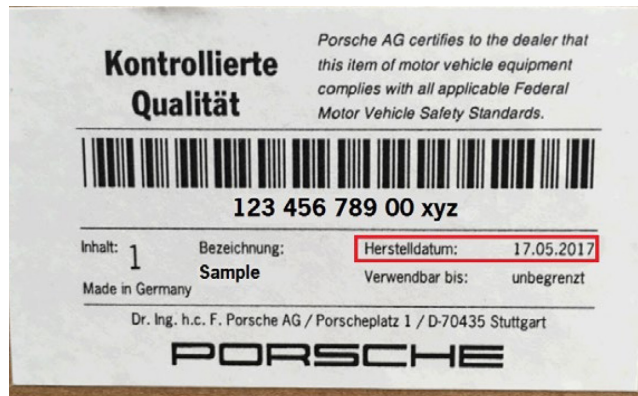 Kontrollierte
Qualität
Porsche AG certifies to the dealer that
this item of motor vehicle equipment
complies with all applicable Federal
Motor Vehicle Safety Standards.
123 456 789 00 xyz
Inhalt: 1 Bezeichnung: Herstelldatum: 17.05.2017
Sample Verwendbar bis: unbegrenzt
Made in Germany
Dr. Ing. h.c. F. Porsche AG / Porscheplatz 1 / D-70435 Stuttgart
PORSCHE